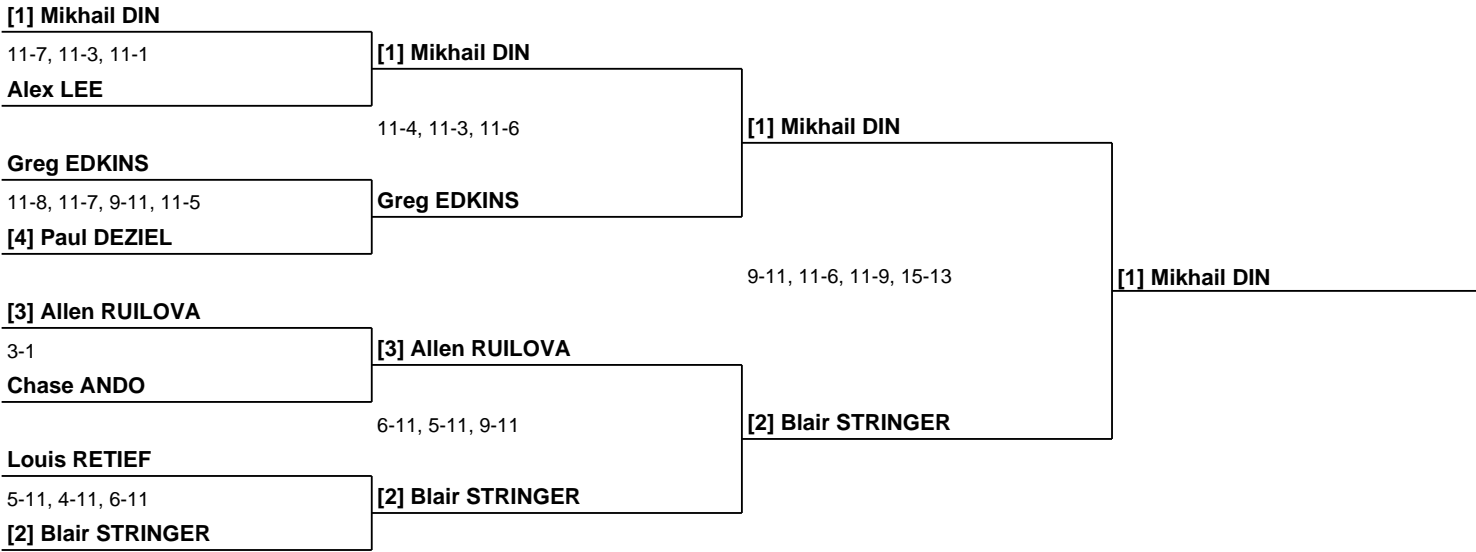 [1] Mikhail DIN
11-7, 11-3, 11-1
Alex LEE
Greg EDKINS
11-8, 11-7, 9-11, 11-5
[4] Paul DEZIEL
[3] Allen RUILOVA
3-1
Chase ANDO
Louis RETIEF
5-11, 4-11, 6-11
[2] Blair STRINGER
[1] Mikhail DIN
11-4, 11-3, 11-6
Greg EDKINS
[3] Allen RUILOVA
6-11, 5-11, 9-11
[2] Blair STRINGER
[1] Mikhail DIN
9-11, 11-6, 11-9, 15-13
[2] Blair STRINGER
[1] Mikhail DIN